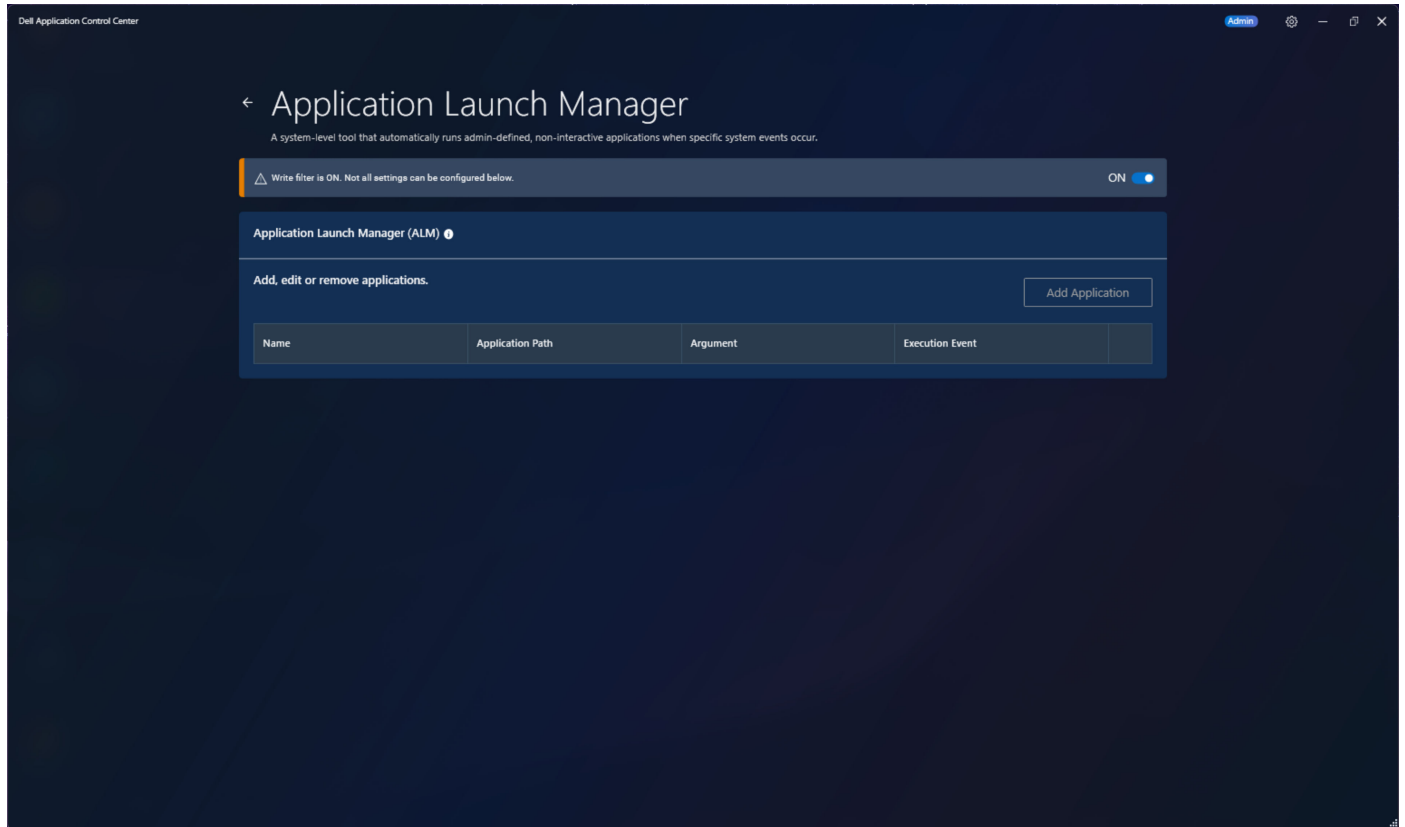 Dell Application Control Center
Admin
Application Launch Manager
A system-level tool that automatically runs admin-defined, non-interactive applications when specific system events occur.
Write filter is ON. Not all settings can be configured below.
ON
Application Launch Manager (ALM)
Add, edit or remove applications.
Add Application
Name Application Path Argument Execution Event